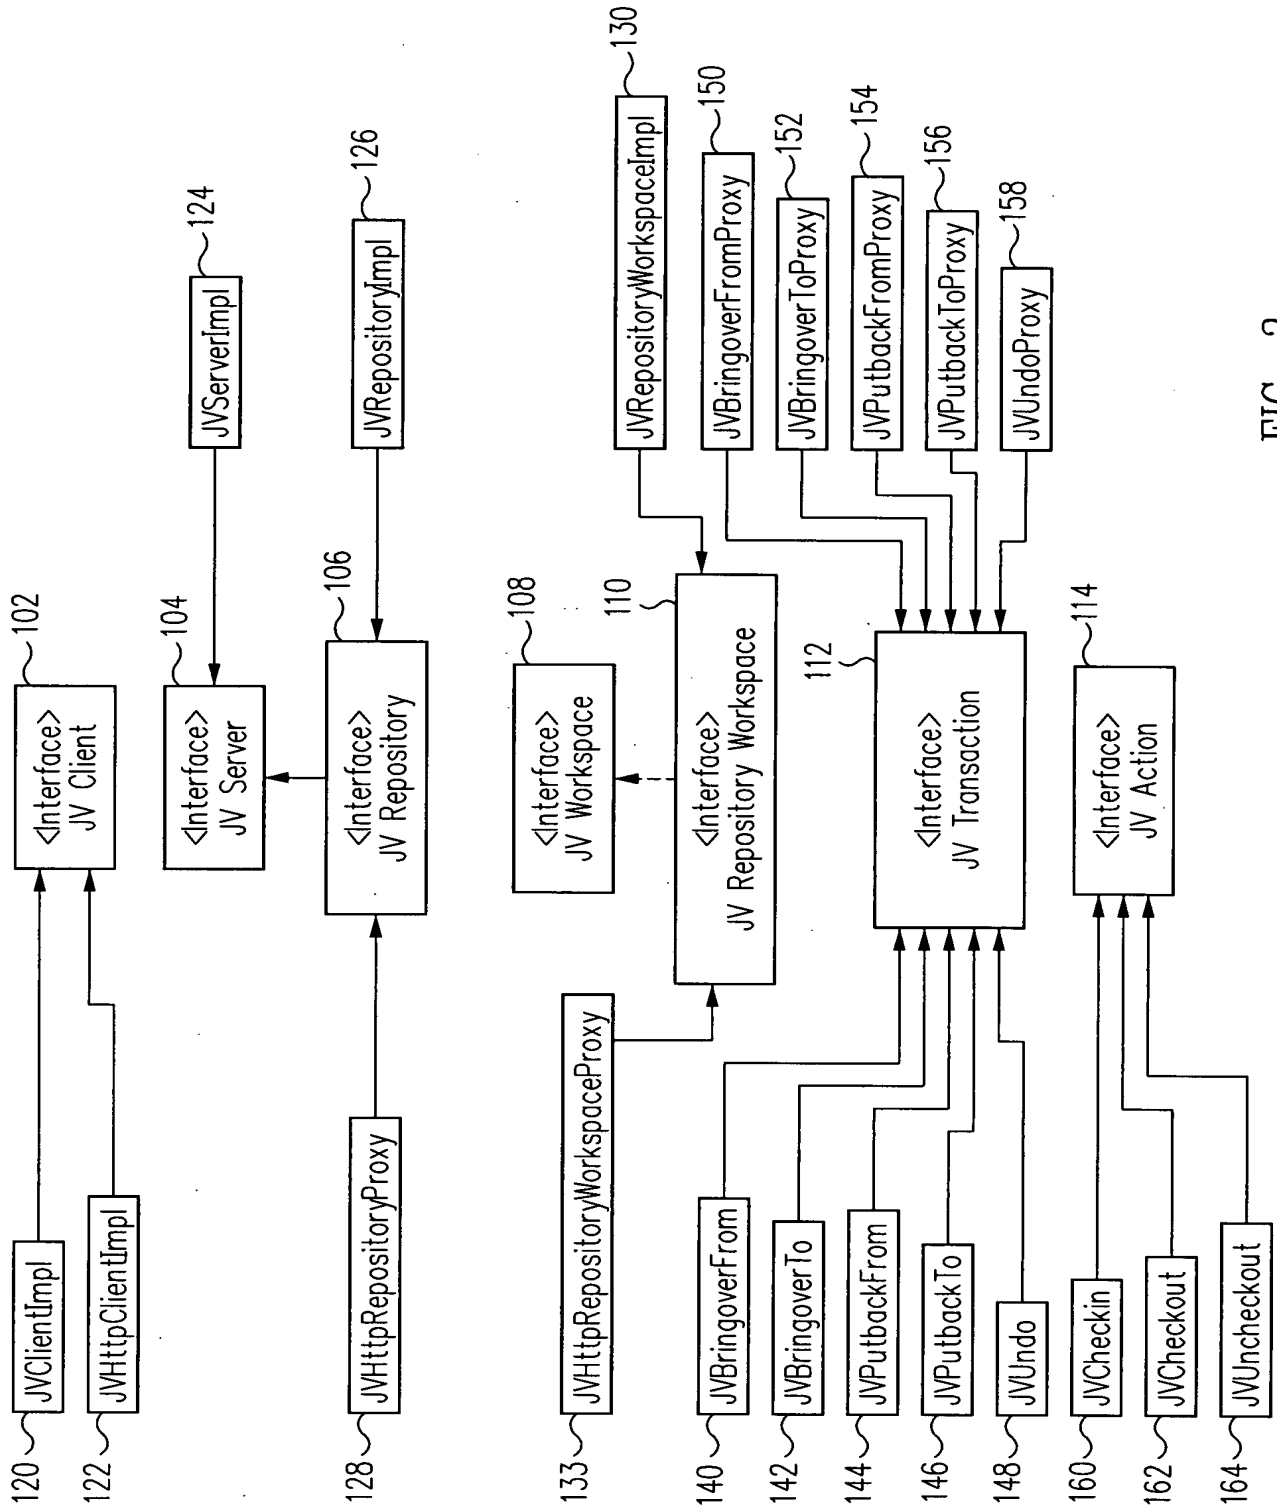 120
JVClientImpl
122
JVHttpClientImpl
<Interface>
JV Client
102
<Interface>
JV Server
104
JVServerImpl
124
128
JVHttpRepositoryProxy
<Interface>
JV Repository
106
JVRepositoryImpl
126
<Interface>
JV Workspace
108
133
JVHttpRepositoryWorkspaceProxy
<Interface>
JV Repository Workspace
110
JVRepositoryWorkspaceImpl
130
140
JVBringoverFrom
142
JVBringoverTo
144
JVPutbackFrom
146
JVPutbackTo
148
JVUndo
<Interface>
JV Transaction
112
JVBringoverFromProxy
150
JVBringoverToProxy
152
JVPutbackFromProxy
154
JVPutbackToProxy
156
JVUndoProxy
158
160
JVCheckin
162
JVCheckout
164
JVUncheckout
<Interface>
JV Action
114